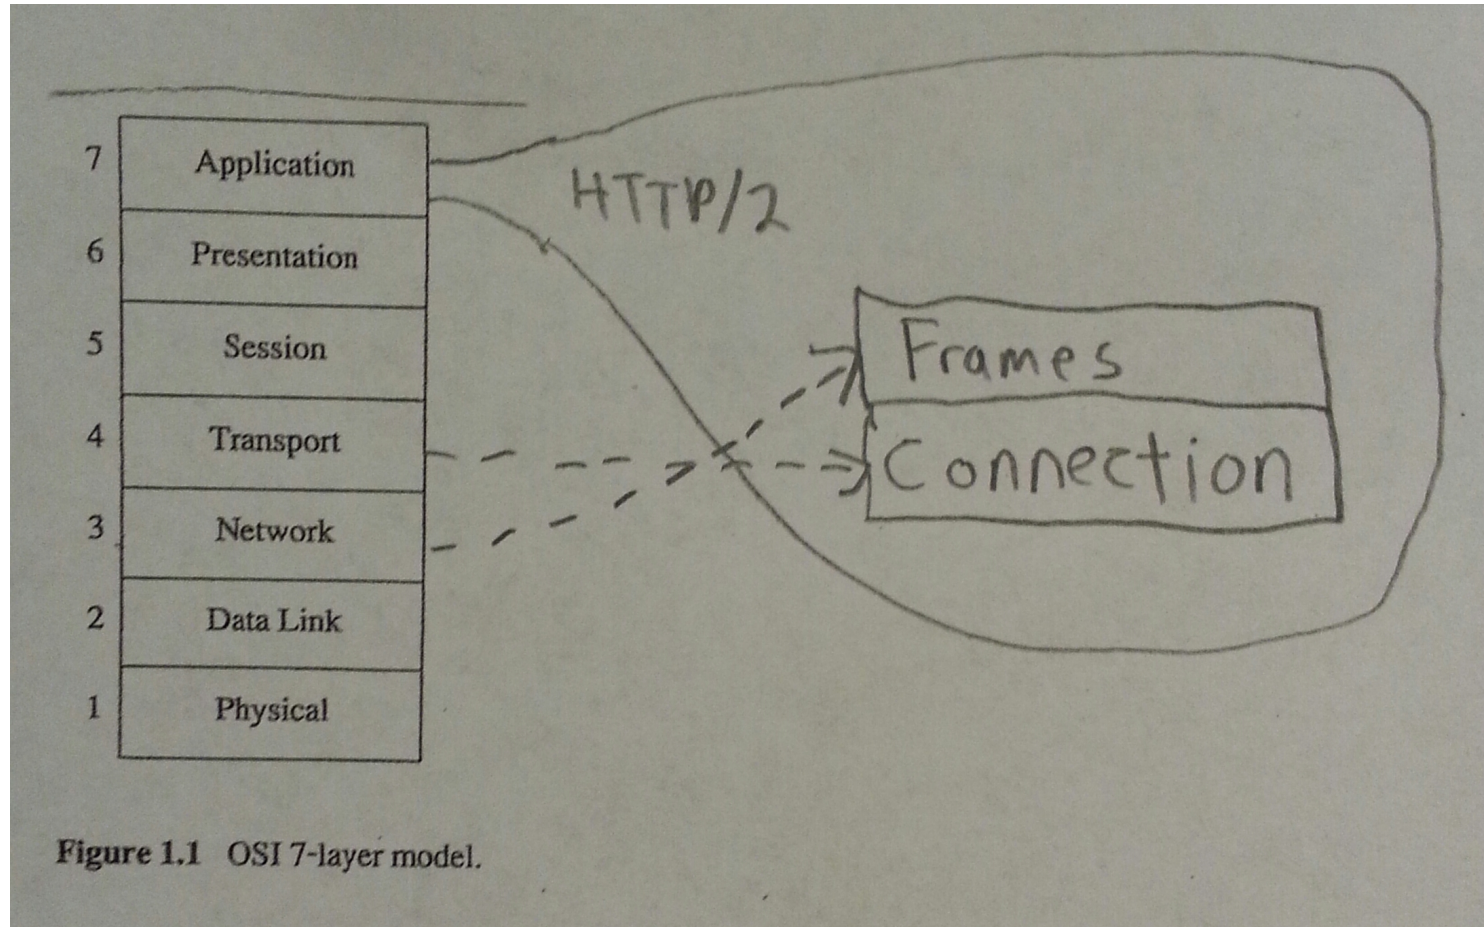 7 Application
HTTP/2
6 Presentation
5 Session
Frames
4 Transport
Connection
3 Network
2 Data Link
1 Physical
Figure 1.1 OSI 7-layer model.